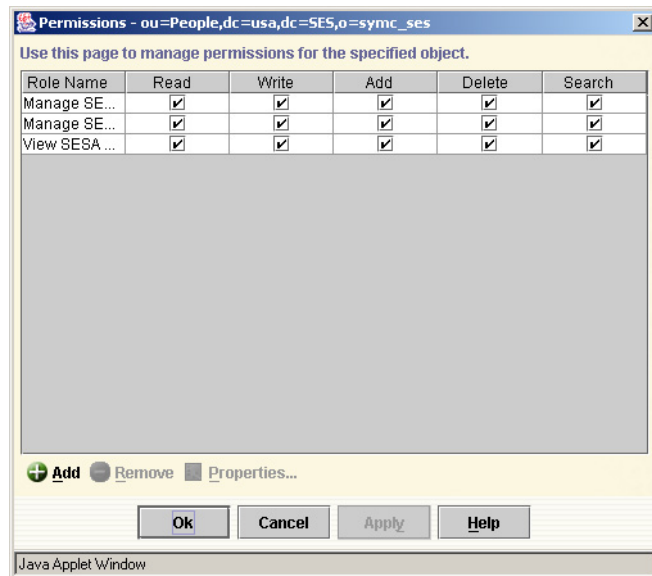 Permissions - ou=People,dc=usa,dc=SES,o=symc_ses
Use this page to manage permissions for the specified object.
Role Name Read Write Add Delete Search
Manage SE...
Manage SE...
View SESA ...
Add Remove Properties...
Ok Cancel Apply Help
Java Applet Window